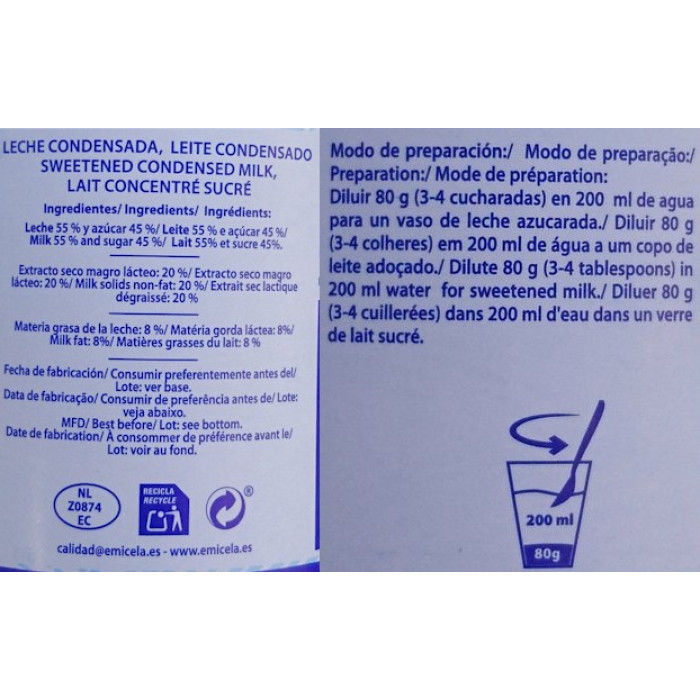 LECHE CONDENSADA, LEITE CONDENSADO
SWEETENED CONDENSED MILK,
LAIT CONCENTRÉ SUCRÉ
Ingredientes/ Ingredients/ Ingrédients:
Leche 55 % y azúcar 45 %/ Leite 55 % e açúcar 45 %/
Milk 55 % and sugar 45 %/ Lait 55% et sucre 45%.
Extracto seco magro lácteo: 20 %/ Extracto seco magro
lácteo: 20 %/ Milk solids non-fat: 20 %/ Extrait sec lactique
dégraissé: 20 %
Materia grasa de la leche: 8 %/ Matéria gorda láctea: 8%/
Milk fat: 8%/ Matières grasses du lait: 8 %
Fecha de fabricación/ Consumir preferentemente antes del/
Lote: ver base.
Data de fabricação/ Consumir de preferência antes de/ Lote:
veja abaixo.
MFD/ Best before/ Lot: see bottom.
Date de fabrication/ À consommer de préférence avant le/
Lot: voir au fond.
NL
Z0874
EC
RECICLA
RECYCLE
®
calidad@emicela.es - www.emicela.es
Modo de preparación:/ Modo de preparação:/
Preparation:/ Mode de préparation:
Diluir 80 g (3-4 cucharadas) en 200 ml de agua
para un vaso de leche azucarada./ Diluir 80 g
(3-4 colheres) em 200 ml de água a um copo de
leite adoçado./ Dilute 80 g (3-4 tablespoons) in
200 ml water for sweetened milk./ Diluer 80 g
(3-4 cuillerées) dans 200 ml d'eau dans un verre
de lait sucré.
200 ml
80g